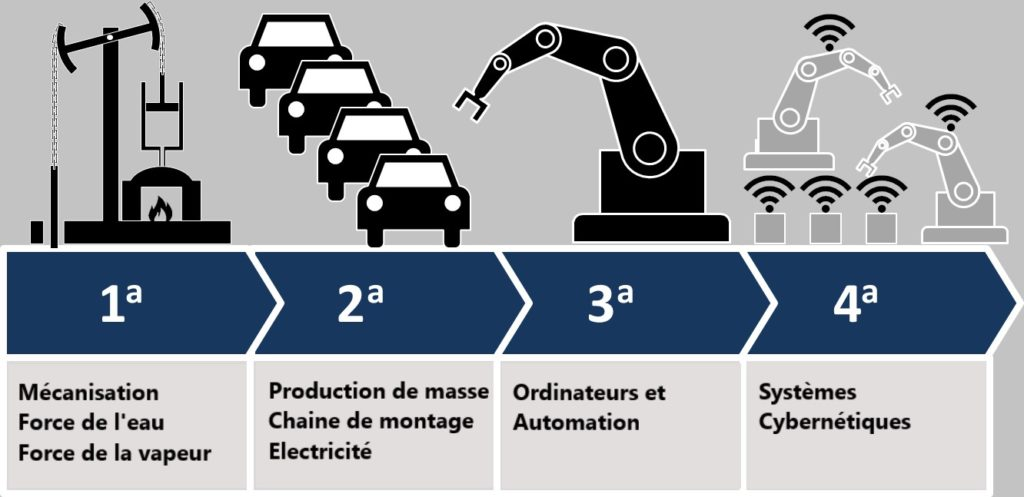 1ª
2ª
3ª
4ª
Mécanisation
Force de l'eau
Force de la vapeur
Production de masse
Chaine de montage
Electricité
Ordinateurs et
Automation
Systèmes
Cybernétiques